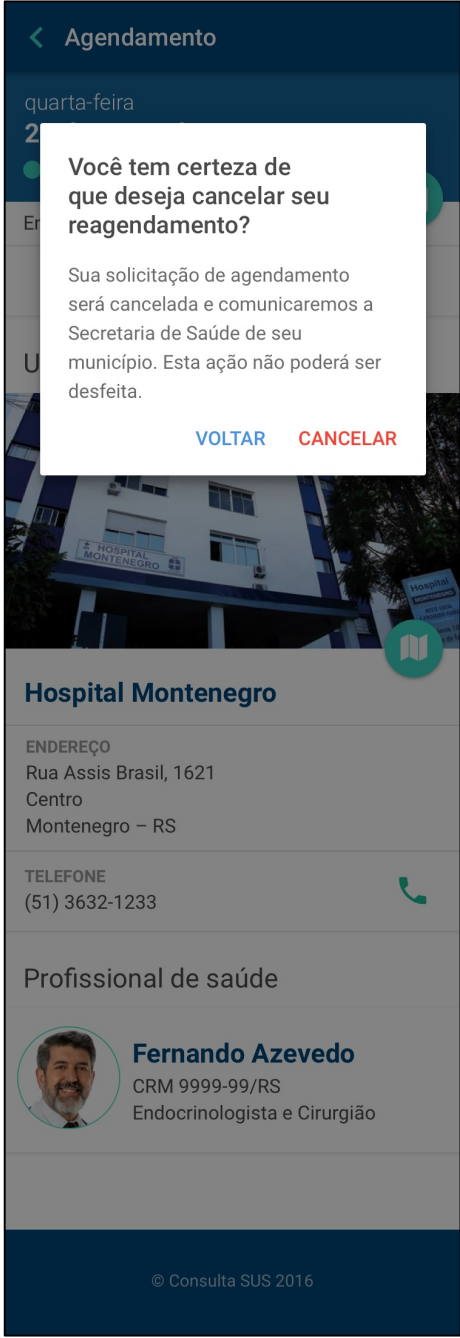 Agendamento
quarta-feira
2
Você tem certeza de
que deseja cancelar seu
reagendamento?
Sua solicitação de agendamento
será cancelada e comunicaremos a
Secretaria de Saúde de seu
município. Esta ação não poderá ser
desfeita.
VOLTAR CANCELAR
HOSPITAL
MONTENEGRO
Hospital
MONTENEGRO
Hospital Montenegro
ENDEREÇO
Rua Assis Brasil, 1621
Centro
Montenegro – RS
TELEFONE
(51) 3632-1233
Profissional de saúde
Fernando Azevedo
CRM 9999-99/RS
Endocrinologista e Cirurgião
© Consulta SUS 2016